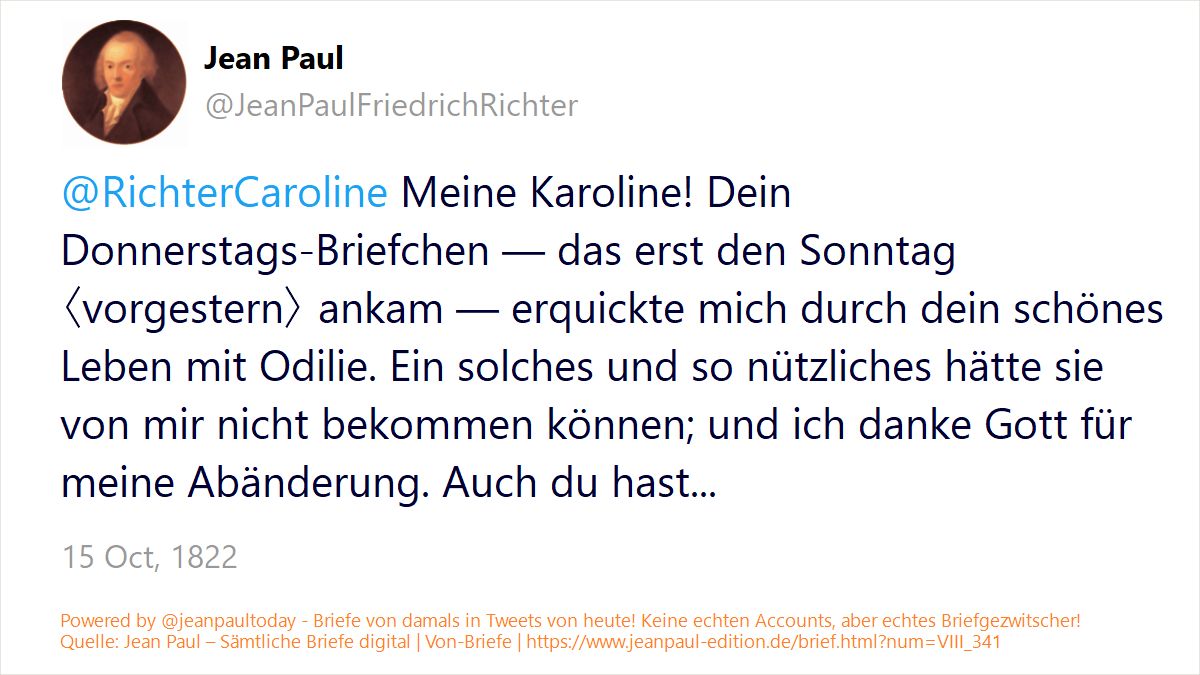 Jean Paul
@JeanPaulFriedrichRichter
@RichterCaroline Meine Karoline! Dein
Donnerstags-Briefchen — das erst den Sonntag
〈vorgestern〉 ankam — erquickte mich durch dein schönes
Leben mit Odilie. Ein solches und so nützliches hätte sie
von mir nicht bekommen können; und ich danke Gott für
meine Abänderung. Auch du hast...
15 Oct, 1822
Powered by @jeanpaultoday - Briefe von damals in Tweets von heute! Keine echten Accounts, aber echtes Briefgezwitscher!
Quelle: Jean Paul – Sämtliche Briefe digital | Von-Briefe | https://www.jeanpaul-edition.de/brief.html?num=VIII_341